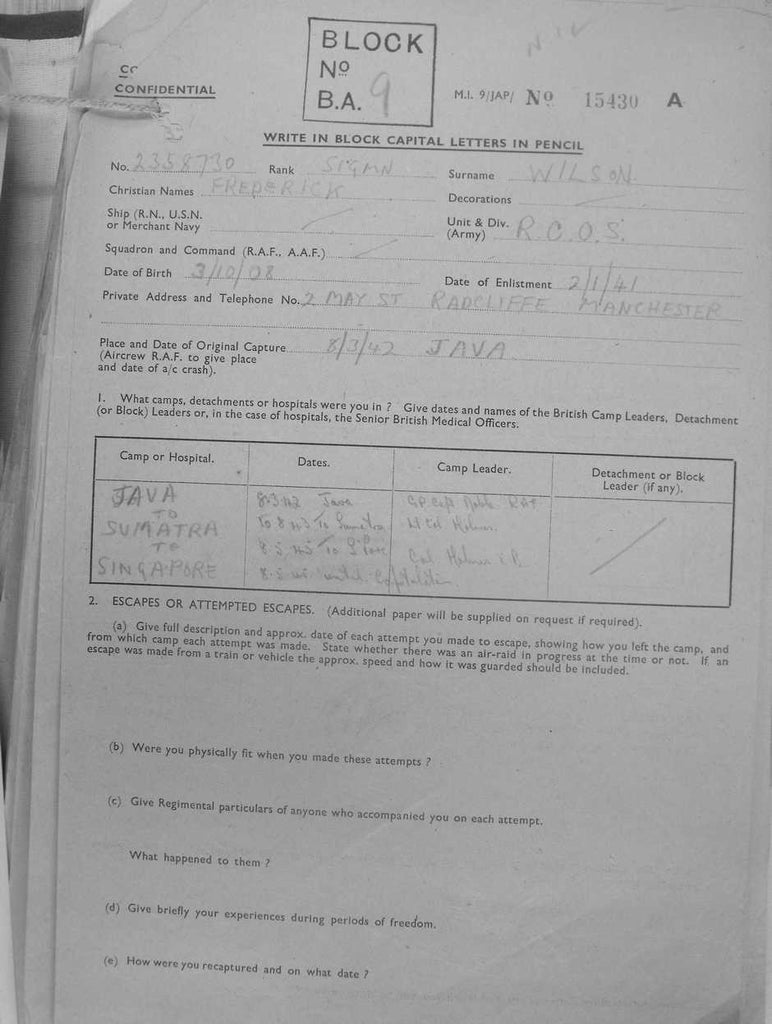 BLOCK
Nº
B.A. 9
CONFIDENTIAL
M.I. 9/JAP/ Nº 15430 A
WRITE IN BLOCK CAPITAL LETTERS IN PENCIL
No. 2358730 Rank SIGMN Surname WILSON
Christian Names FREDERICK Decorations
Ship (R.N., U.S.N. or Merchant Navy Unit & Div. (Army) R.C.O.S.
Squadron and Command (R.A.F., A.A.F.)
Date of Birth 3/10/08 Date of Enlistment 2/1/41
Private Address and Telephone No. 2 MAY ST RADCLIFFE MANCHESTER
Place and Date of Original Capture 8/3/42 JAVA
(Aircrew R.A.F. to give place
and date of a/c crash).
1. What camps, detachments or hospitals were you in ? Give dates and names of the British Camp Leaders, Detachment
(or Block) Leaders or, in the case of hospitals, the Senior British Medical Officers.
Camp or Hospital. Dates. Camp Leader. Detachment or Block
Leader (if any).
JAVA 8.3.42 Java
TO
SUMATRA To Sumatra
TO
SINGAPORE until
2. ESCAPES OR ATTEMPTED ESCAPES. (Additional paper will be supplied on request if required).
(a) Give full description and approx. date of each attempt you made to escape, showing how you left the camp, and
from which camp each attempt was made. State whether there was an air-raid in progress at the time or not. If an
escape was made from a train or vehicle the approx. speed and how it was guarded should be included.
(b) Were you physically fit when you made these attempts ?
(c) Give Regimental particulars of anyone who accompanied you on each attempt.
What happened to them ?
(d) Give briefly your experiences during periods of freedom.
(e) How were you recaptured and on what date ?